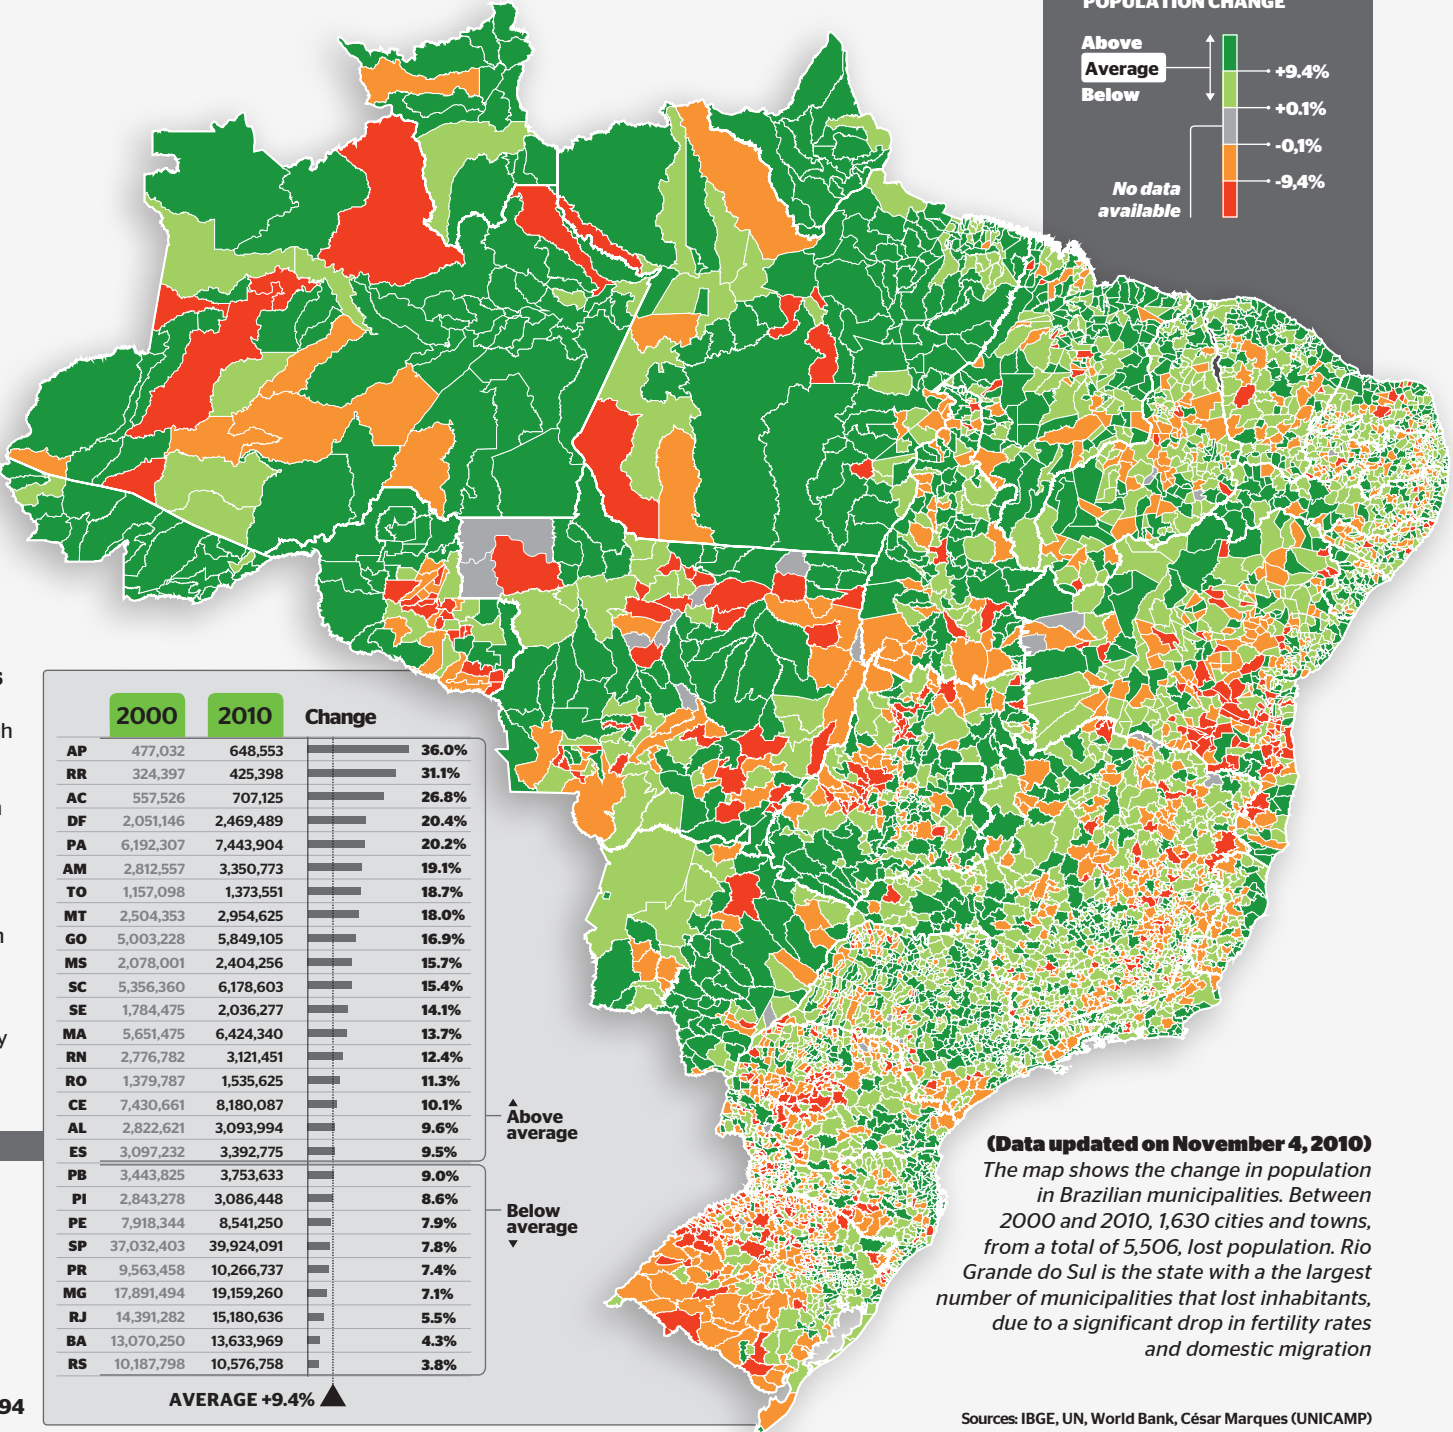 POPULATION CHANGE
Above
Average
Below
+9.4%
+0.1%
-0,1%
-9,4%
No data
available
2000 2010 Change
AP 477,032 648,553 36.0%
RR 324,397 425,398 31.1%
AC 557,526 707,125 26.8%
DF 2,051,146 2,469,489 20.4%
PA 6,192,307 7,443,904 20.2%
AM 2,812,557 3,350,773 19.1%
TO 1,157,098 1,373,551 18.7%
MT 2,504,353 2,954,625 18.0%
GO 5,003,228 5,849,105 16.9%
MS 2,078,001 2,404,256 15.7%
SC 5,356,360 6,178,603 15.4%
SE 1,784,475 2,036,277 14.1%
MA 5,651,475 6,424,340 13.7%
RN 2,776,782 3,121,451 12.4%
RO 1,379,787 1,535,625 11.3%
CE 7,430,661 8,180,087 10.1%
AL 2,822,621 3,093,994 9.6%
ES 3,097,232 3,392,775 9.5%
PB 3,443,825 3,753,633 9.0%
PI 2,843,278 3,086,448 8.6%
PE 7,918,344 8,541,250 7.9%
SP 37,032,403 39,924,091 7.8%
PR 9,563,458 10,266,737 7.4%
MG 17,891,494 19,159,260 7.1%
RJ 14,391,282 15,180,636 5.5%
BA 13,070,250 13,633,969 4.3%
RS 10,187,798 10,576,758 3.8%
AVERAGE +9.4%
Above
average
Below
average
94
(Data updated on November 4, 2010)
The map shows the change in population
in Brazilian municipalities. Between
2000 and 2010, 1,630 cities and towns,
from a total of 5,506, lost population. Rio
Grande do Sul is the state with a the largest
number of municipalities that lost inhabitants,
due to a significant drop in fertility rates
and domestic migration
Sources: IBGE, UN, World Bank, César Marques (UNICAMP)